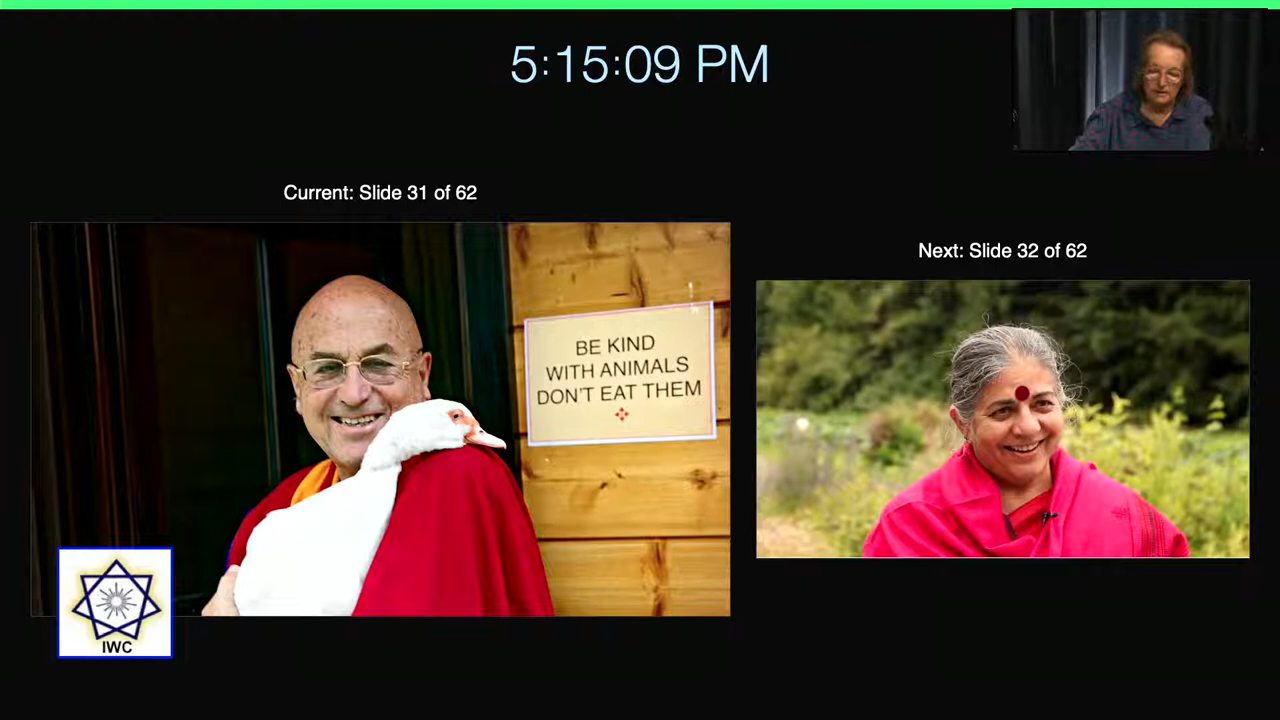 5:15:09 PM
Current: Slide 31 of 62
Next: Slide 32 of 62
BE KIND
WITH ANIMALS
DON'T EAT THEM
IWC